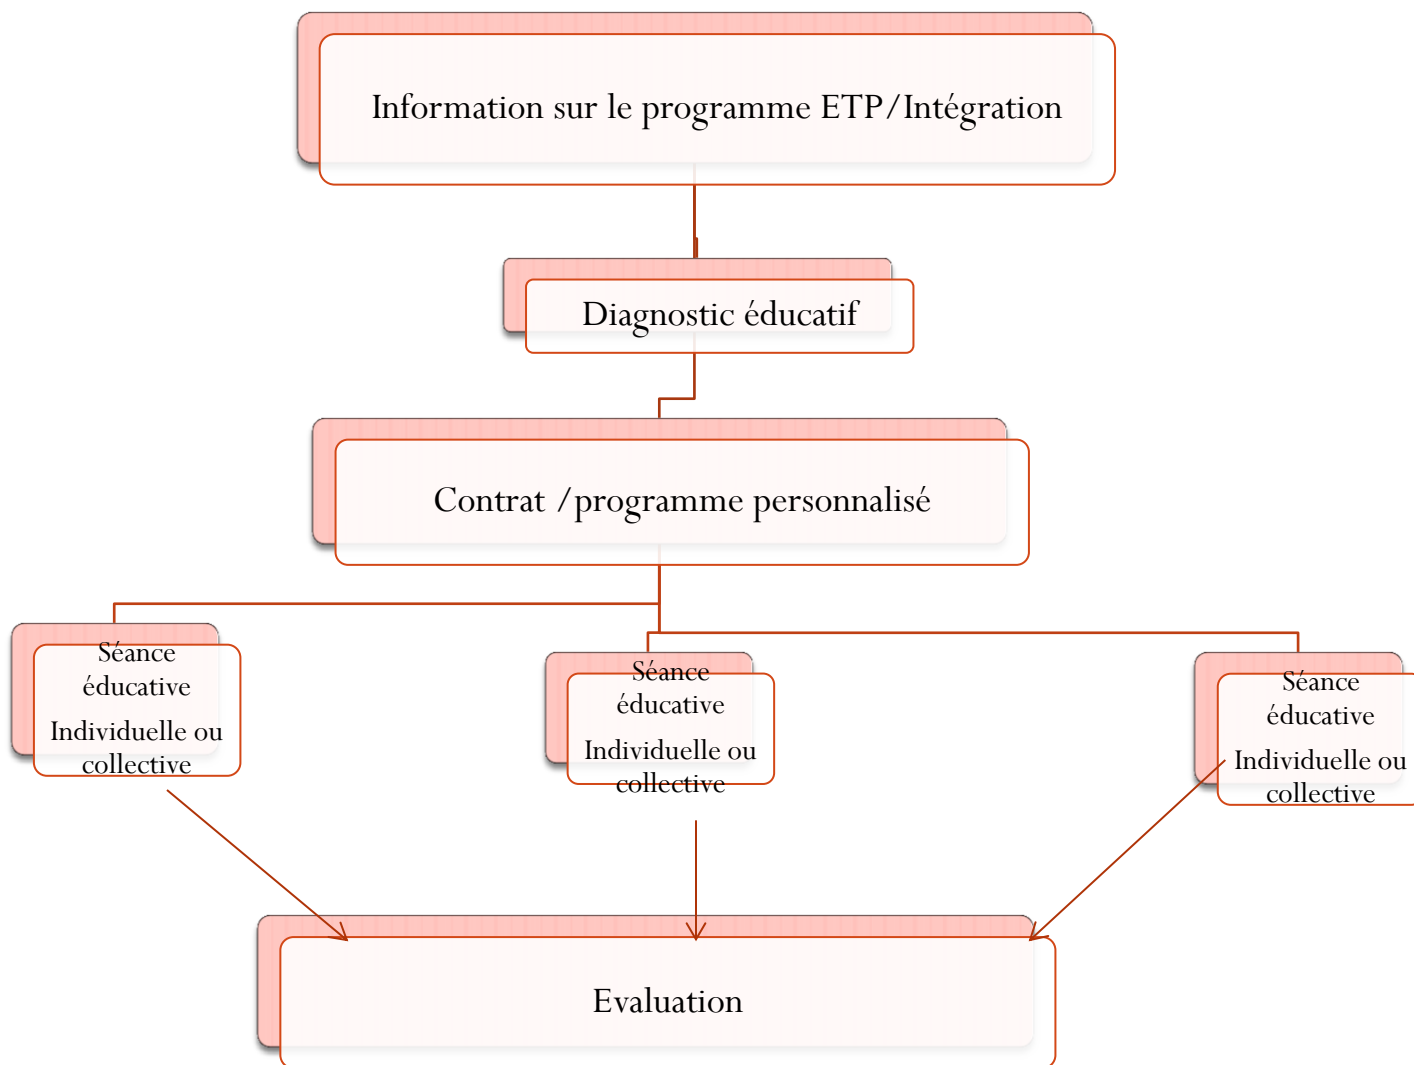 Information sur le programme ETP/Intégration
Diagnostic éducatif
Contrat /programme personnalisé
Séance
éducative
Individuelle ou
collective
Séance
éducative
Individuelle ou
collective
Séance
éducative
Individuelle ou
collective
Evaluation